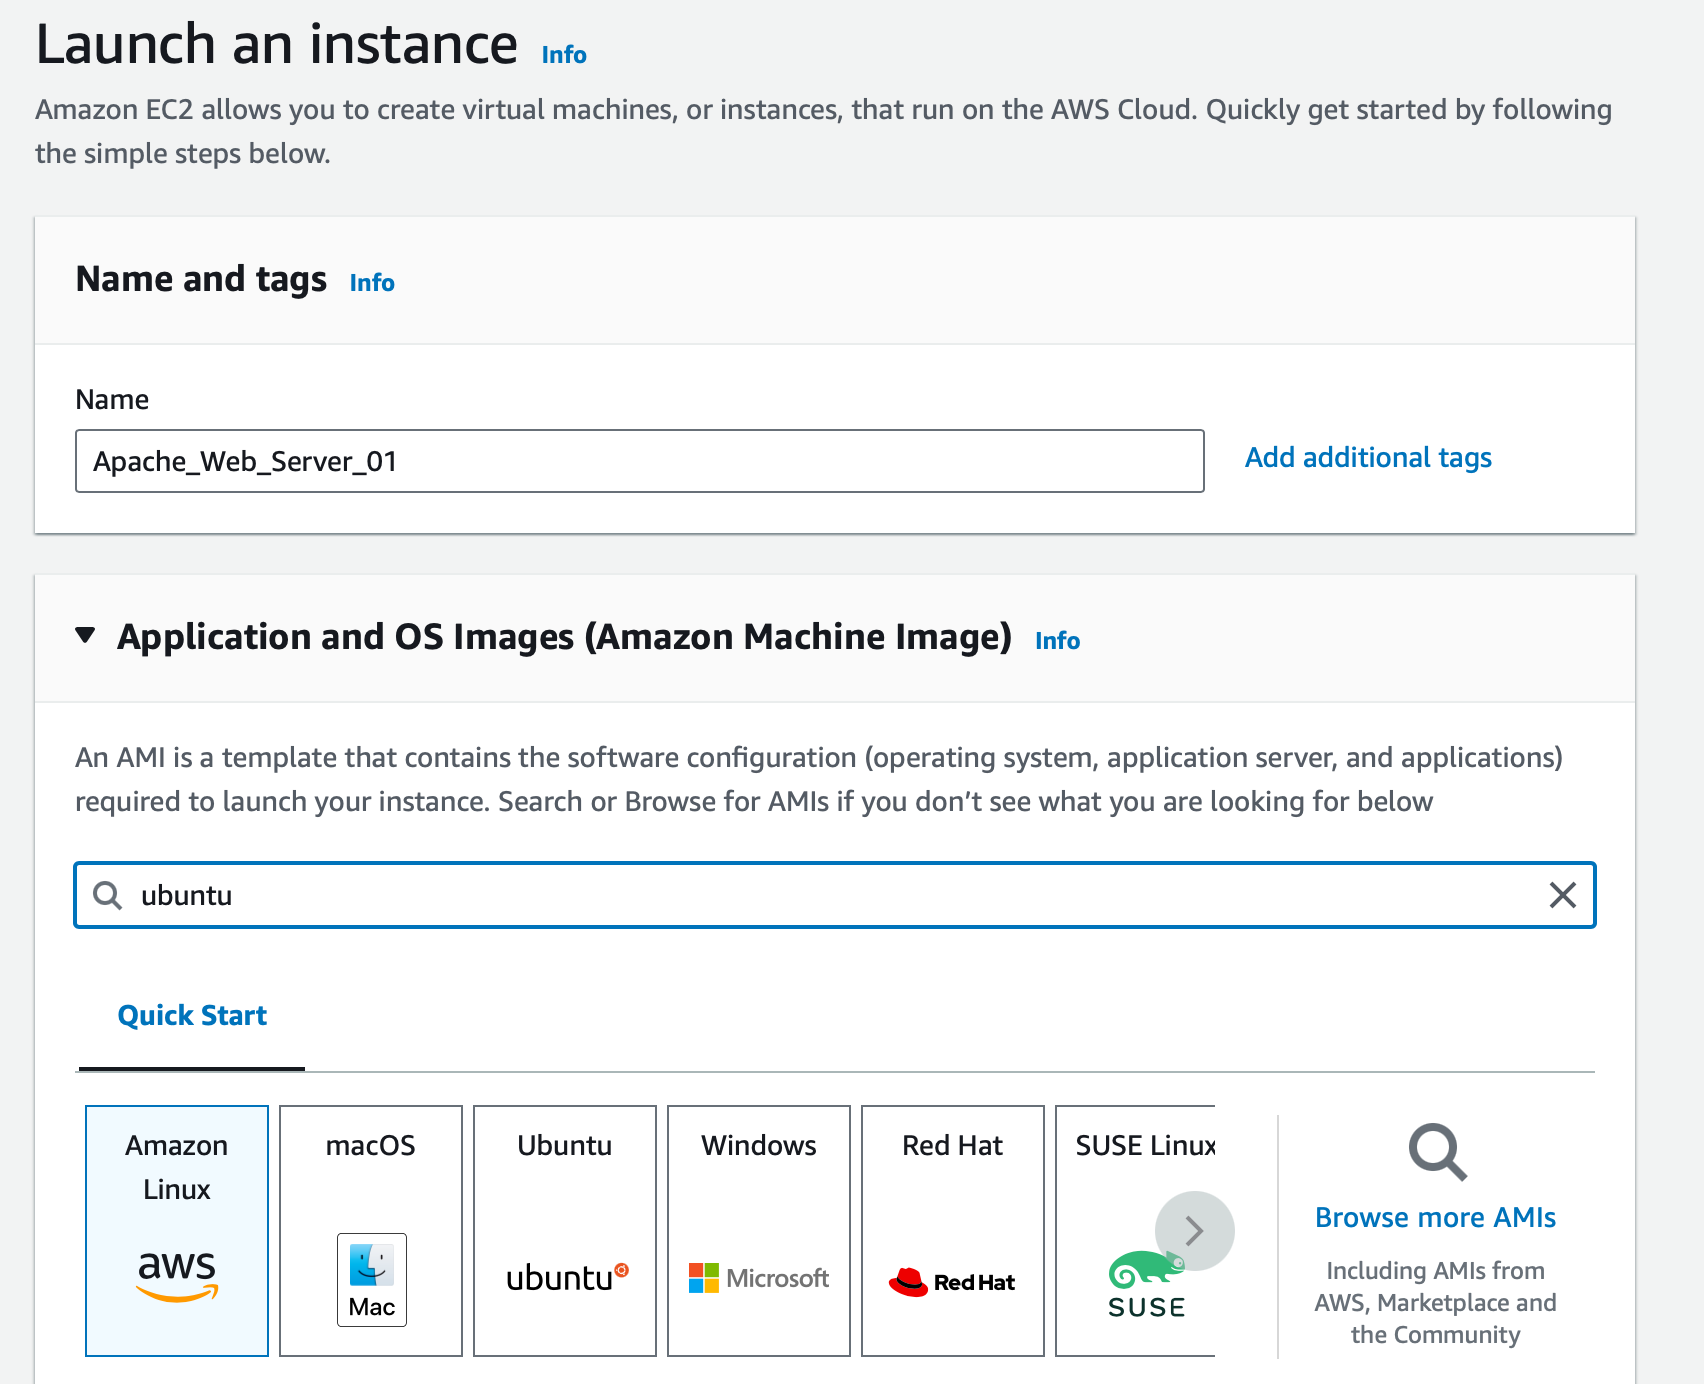 Launch an instance Info
Amazon EC2 allows you to create virtual machines, or instances, that run on the AWS Cloud. Quickly get started by following
the simple steps below.
Name and tags Info
Name
Apache_Web_Server_01
Add additional tags
Application and OS Images (Amazon Machine Image) Info
An AMI is a template that contains the software configuration (operating system, application server, and applications)
required to launch your instance. Search or Browse for AMIs if you don’t see what you are looking for below
ubuntu
Quick Start
Amazon
Linux
aws
macOS
Mac
Ubuntu
ubuntu
Windows
Microsoft
Red Hat
Red Hat
SUSE Linux
SUSE
Browse more AMIs
Including AMIs from
AWS, Marketplace and
the Community